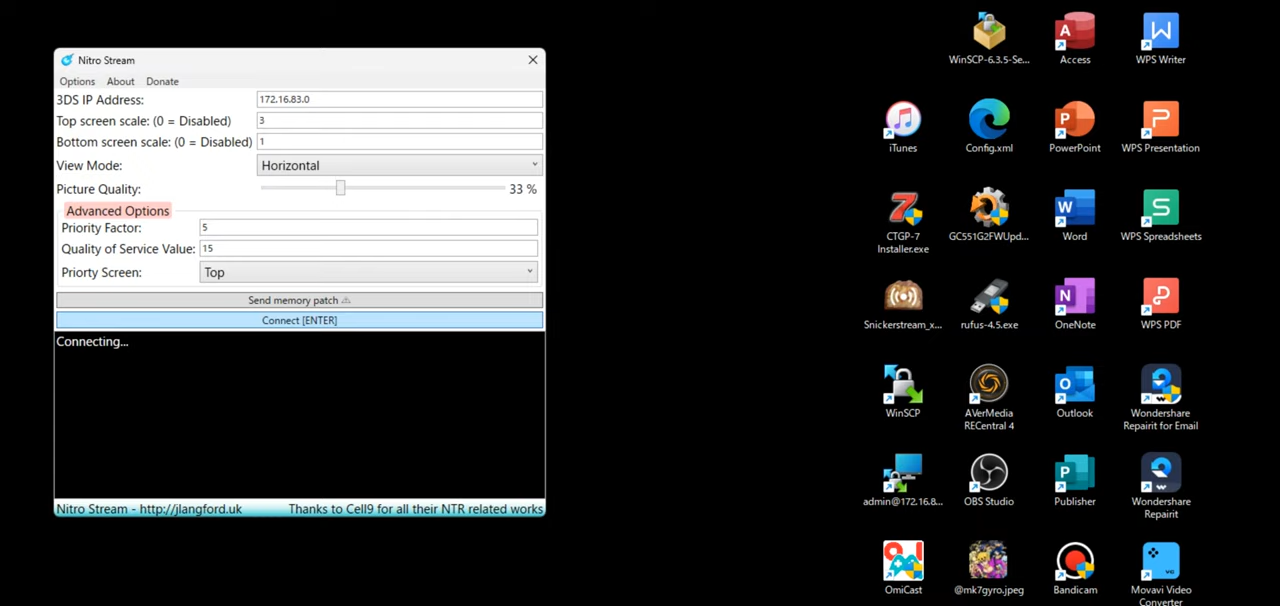 Nitro Stream
Options About Donate
3DS IP Address: 172.16.83.0
Top screen scale: (0 = Disabled) 3
Bottom screen scale: (0 = Disabled) 1
View Mode: Horizontal
Picture Quality: 33 %
Advanced Options
Priority Factor: 5
Quality of Service Value: 15
Priorty Screen: Top
Send memory patch ⚠
Connect [ENTER]
Connecting...
Nitro Stream - http://jlangford.uk Thanks to Cell9 for all their NTR related works
WinSCP-6.3.5-Se...
Access
WPS Writer
iTunes
Config.xml
PowerPoint
WPS Presentation
CTGP-7
Installer.exe
GC551G2FWUpd...
Word
WPS Spreadsheets
Snickerstream_x...
rufus-4.5.exe
OneNote
WPS PDF
WinSCP
AVerMedia
RECentral 4
Outlook
Wondershare
Repairit for Email
admin@172.16.8...
OBS Studio
Publisher
Wondershare
Repairit
OmiCast
@mk7gyro.jpeg
Bandicam
Movavi Video
Converter